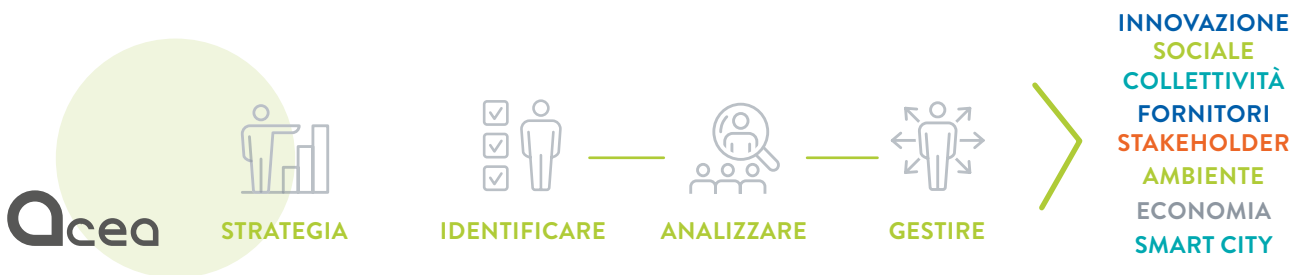 acea
STRATEGIA
IDENTIFICARE
ANALIZZARE
GESTIRE
INNOVAZIONE
SOCIALE
COLLETTIVITÀ
FORNITORI
STAKEHOLDER
AMBIENTE
ECONOMIA
SMART CITY